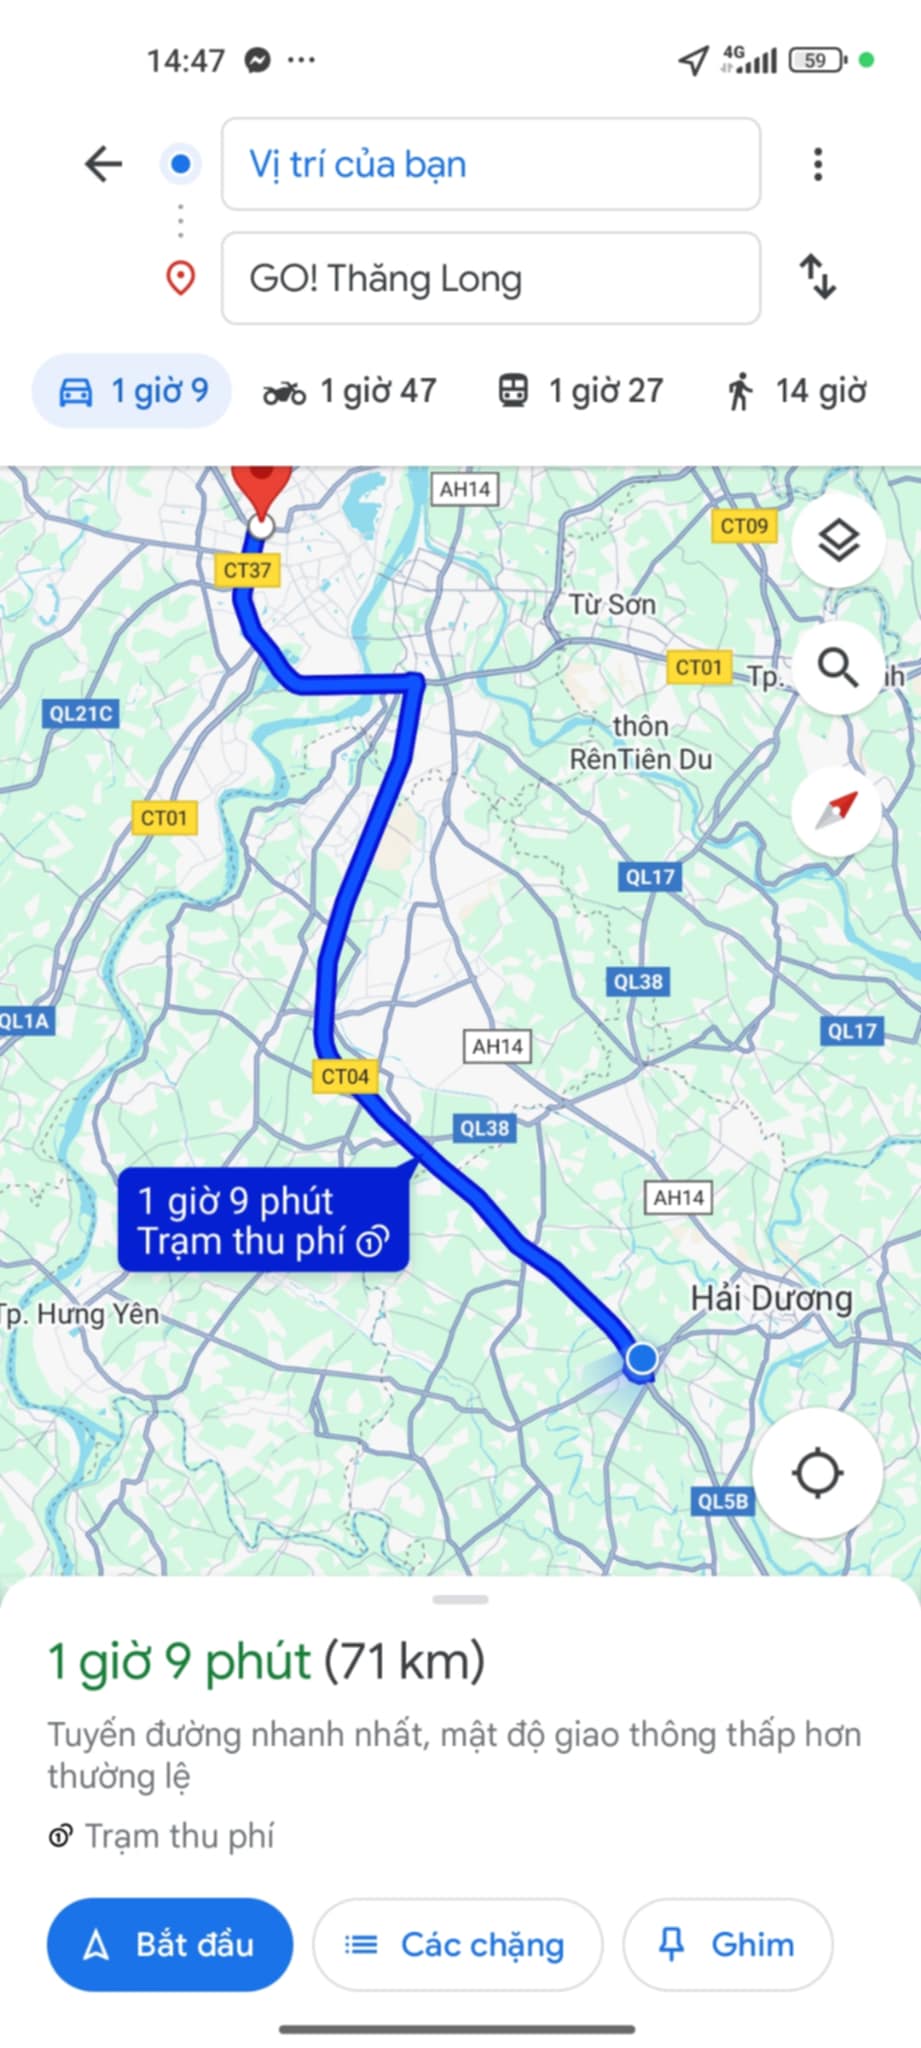 14:47
4G
59
Vị trí của bạn
GO! Thăng Long
1 giờ 9
1 giờ 47
1 giờ 27
14 giờ
AH14
CT09
CT37
Từ Sơn
CT01
Tp.
nh
QL21C
thôn
RênTiên Du
CT01
QL17
QL38
QL1A
QL17
AH14
CT04
QL38
1 giờ 9 phút
Trạm thu phí
AH14
Hải Dương
Tp. Hưng Yên
QL5B
1 giờ 9 phút (71 km)
Tuyến đường nhanh nhất, mật độ giao thông thấp hơn
thường lệ
Trạm thu phí
Bắt đầu
Các chặng
Ghim